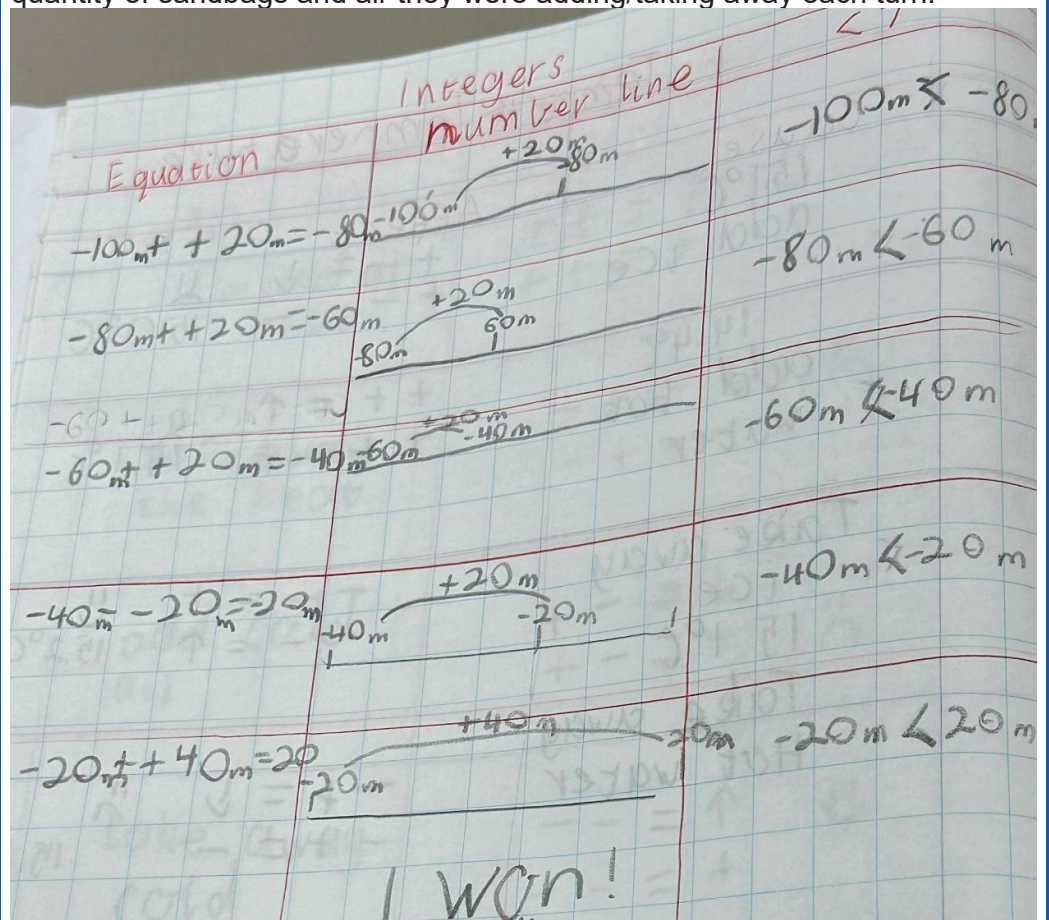 quantity of sandbags and air they were adding/taking away each turn.
< /
Integers
Equation number line
-100m+ +20m=-80m -100m +20m -80m -100m < -80
-80m+ +20m=-60m -80m +20m 60m -80m < -60m
-60m+ +20m=-40m -60m +20m -40m -60m < -40m
-40m- -20m=-20m -40m +20m -20m -40m < -20m
-20m+ +40m=20 -20m +40m 20m -20m < 20m
I won!